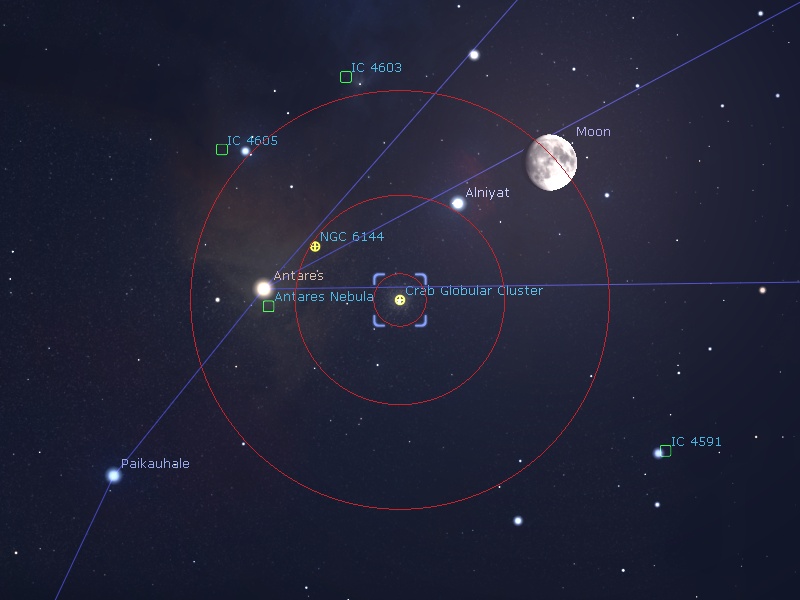 IC 4603
Moon
IC 4605
Alniyat
NGC 6144
Antares
Antares Nebula
Crab Globular Cluster
IC 4591
Paikauhale